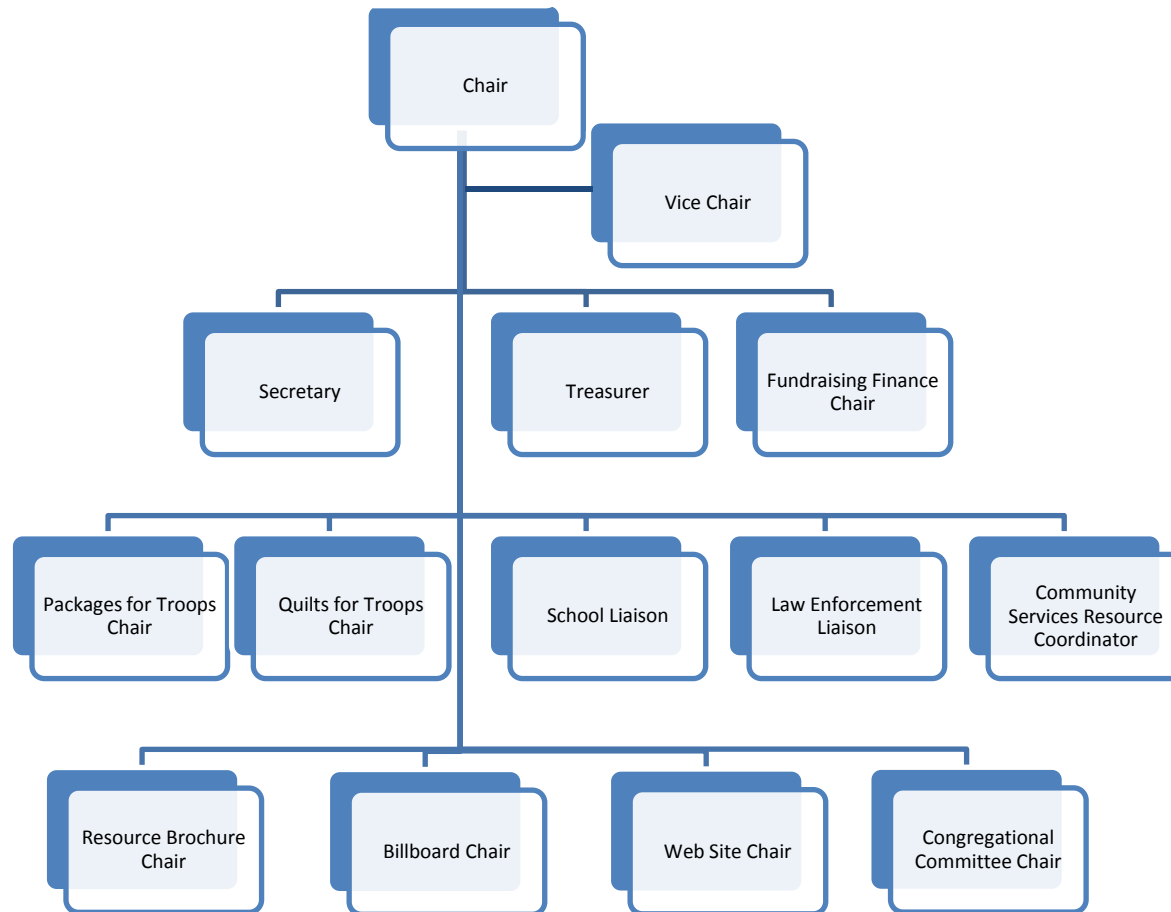 Chair
Vice Chair
Secretary
Treasurer
Fundraising Finance
Chair
Packages for Troops
Chair
Quilts for Troops
Chair
School Liaison
Law Enforcement
Liaison
Community
Services Resource
Coordinator
Resource Brochure
Chair
Billboard Chair
Web Site Chair
Congregational
Committee Chair